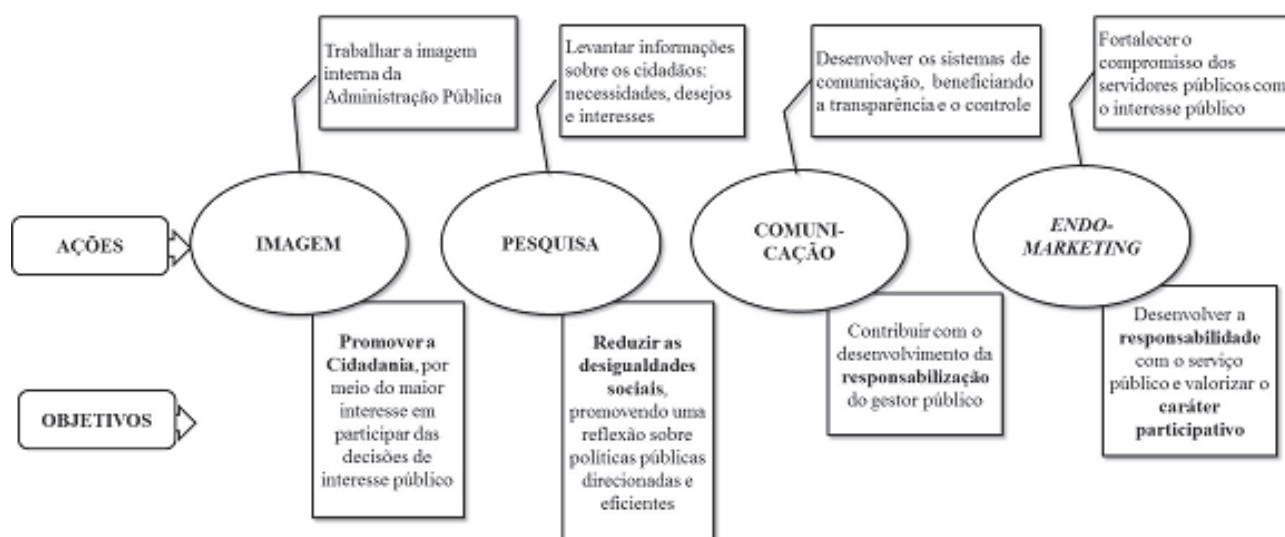 Trabalhar a imagem
interna da
Administração Pública
Levantar informações
sobre os cidadãos:
necessidades, desejos
e interesses
Desenvolver os sistemas de
comunicação, beneficiando
a transparência e o controle
Fortalecer o
compromisso dos
servidores públicos com
o interesse público
AÇÕES
IMAGEM
PESQUISA
COMUNI-
CAÇÃO
ENDO-
MARKETING
OBJETIVOS
Promover a
Cidadania, por
meio do maior
interesse em
participar das
decisões de
interesse público
Reduzir as
desigualdades
sociais,
promovendo uma
reflexão sobre
políticas públicas
direcionadas e
eficientes
Contribuir com o
desenvolvimento da
responsabilização
do gestor público
Desenvolver a
responsabilidade
com o serviço
público e valorizar o
caráter
participativo